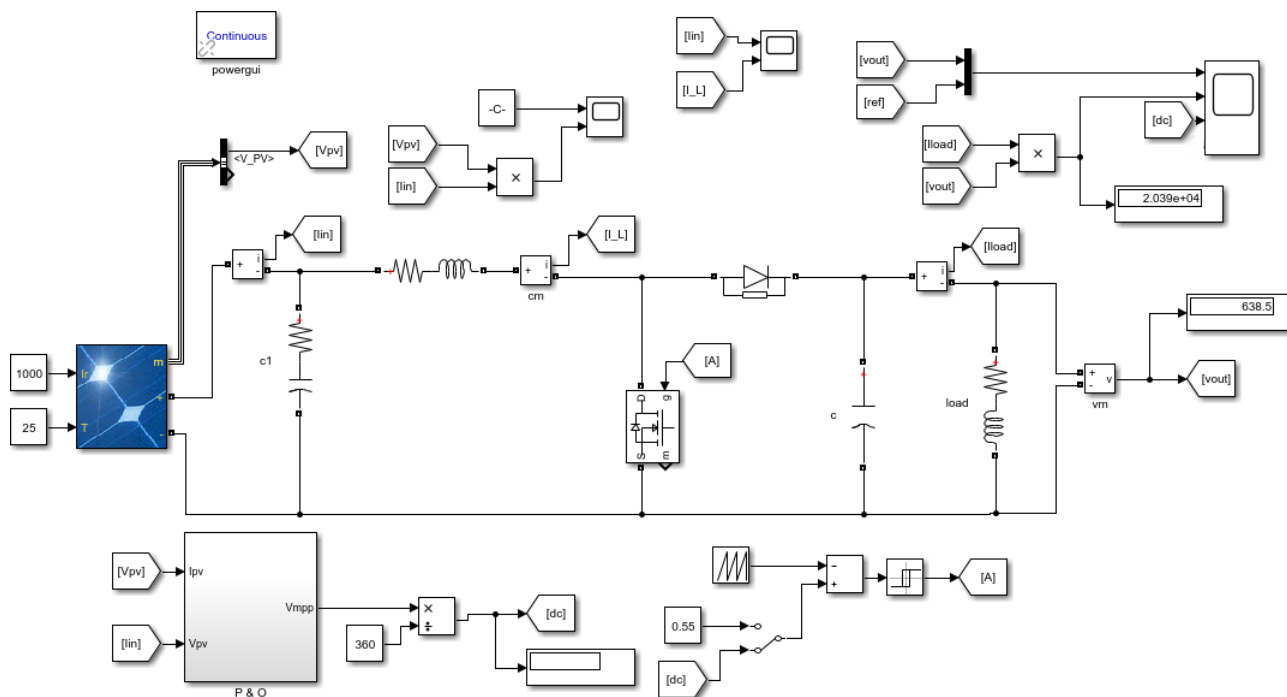 Continuous
powergui
[Iin]
[I_L]
[vout]
[ref]
[dc]
[Iload]
[vout]
×
2.039e+04
-C-
[Vpv]
[Iin]
×
<V_PV>
[Vpv]
[Iin]
[I_L]
[Iload]
+ i -
+ i -
cm
+ i -
638.5
c1
[A]
1000
Ir
m
+
25
T
-
D g
S m
c
load
+ v -
vm
[vout]
[Vpv]
Ipv
Vmpp
[Iin]
Vpv
P & O
×
÷
360
[dc]
-
+
[A]
0.55
[dc]